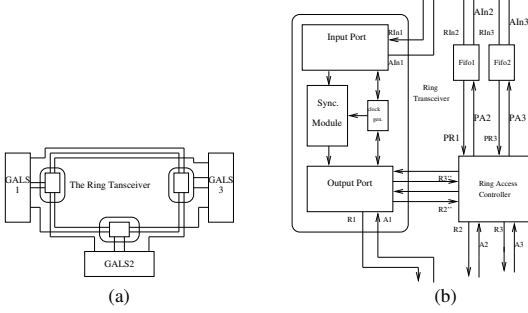 GALS
1
The Ring Tansceiver
GALS
3
GALS2
(a)
Input Port
RIn1
AIn1
Sync.
Module
clock
gen.
Ring
Transceiver
Output Port
R1
A1
R3''
R2''
AIn2
RIn2
RIn3
AIn3
Fifo1
Fifo2
PA2
PA3
PR1
PR3
Ring Access
Controller
R2
A2
R3
A3
(b)